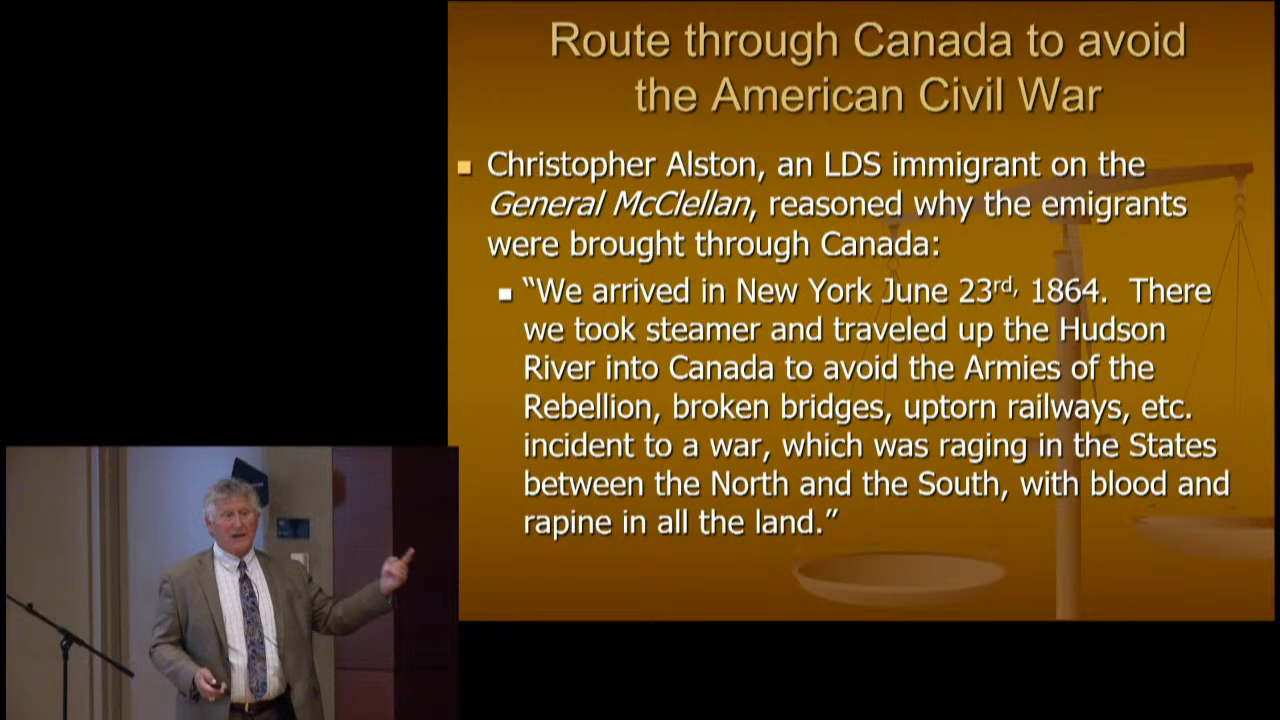 Route through Canada to avoid
the American Civil War
Christopher Alston, an LDS immigrant on the
General McClellan, reasoned why the emigrants
were brought through Canada:
“We arrived in New York June 23rd, 1864. There
we took steamer and traveled up the Hudson
River into Canada to avoid the Armies of the
Rebellion, broken bridges, uptorn railways, etc.
incident to a war, which was raging in the States
between the North and the South, with blood and
rapine in all the land.”